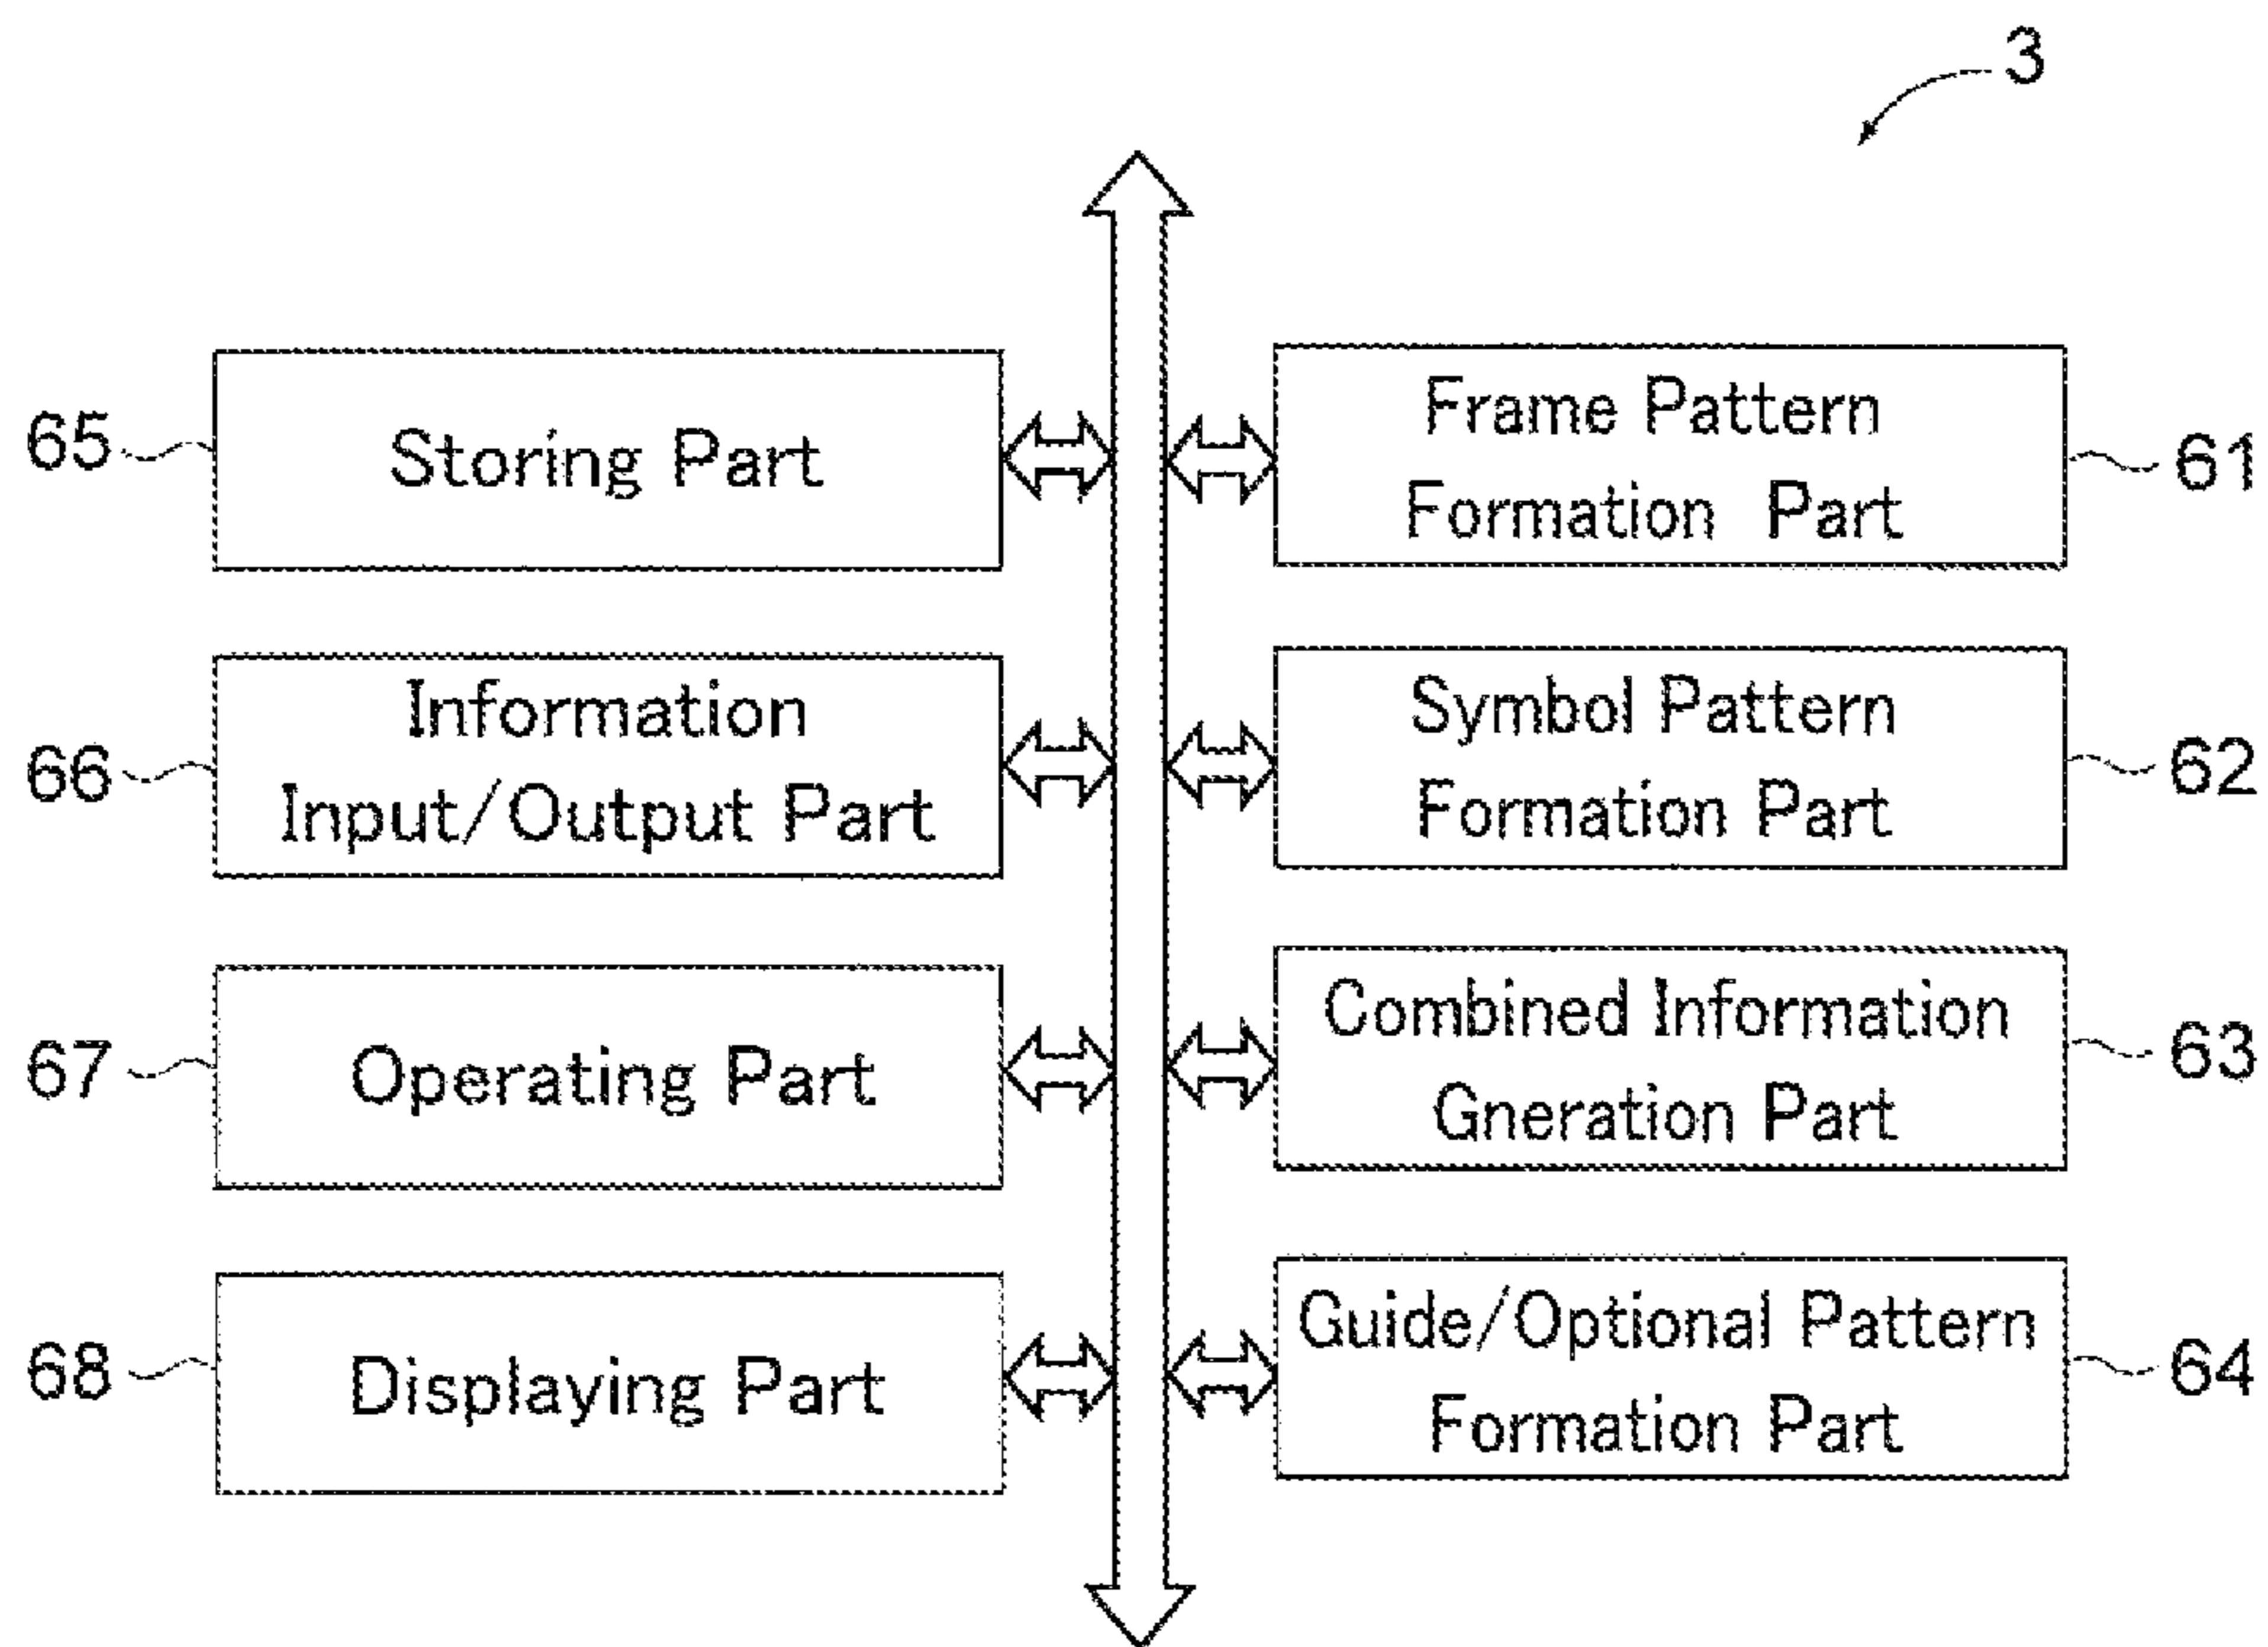 3
65
Storing Part
Frame Pattern
Formation Part
61
66
Information
Input/Output Part
Symbol Pattern
Formation Part
62
67
Operating Part
Combined Information
Gneration Part
63
68
Displaying Part
Guide/Optional Pattern
Formation Part
64